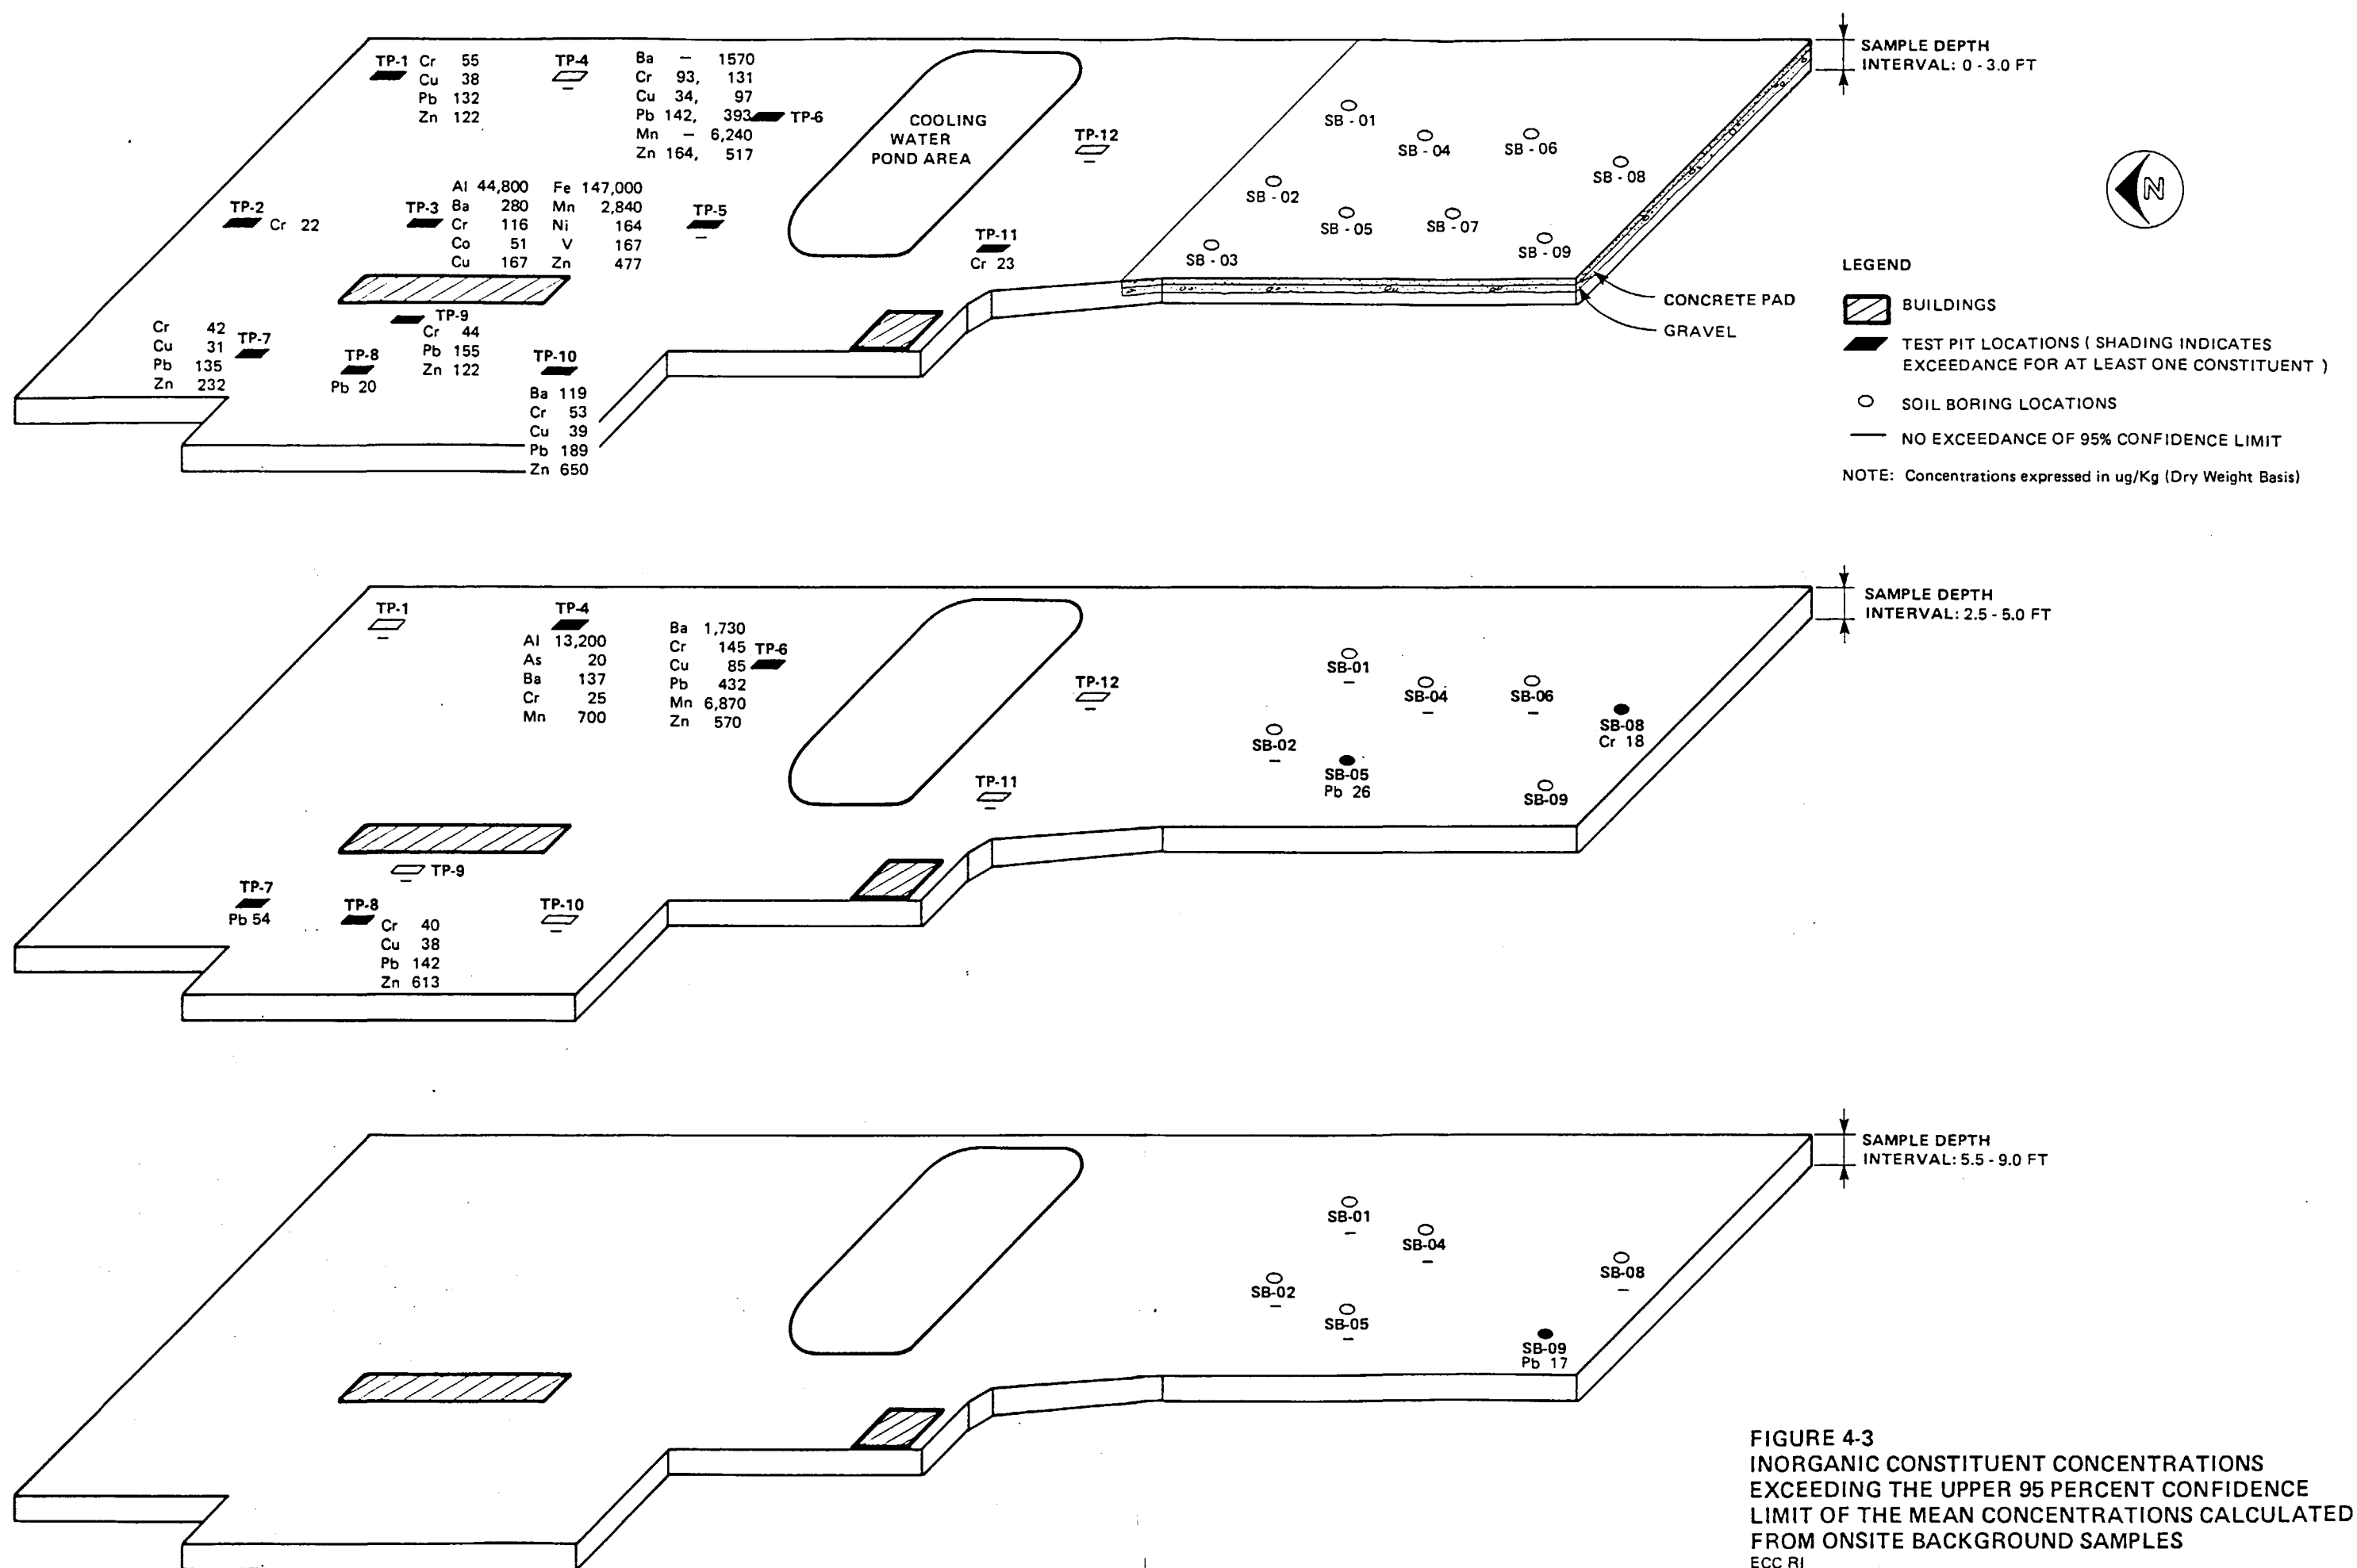 TP-1 Cr 55
Cu 38
Pb 132
Zn 122
TP-4
—
Ba — 1570
Cr 93, 131
Cu 34, 97
Pb 142, 393 TP-6
Mn — 6,240
Zn 164, 517
COOLING
WATER
POND AREA
TP-12
—
SB - 01
SB - 04
SB - 06
SB - 08
SB - 02
SB - 05
SB - 07
SB - 03
SB - 09
SAMPLE DEPTH
INTERVAL: 0 - 3.0 FT
TP-2
Cr 22
TP-3
Al 44,800 Fe 147,000
Ba 280 Mn 2,840
Cr 116 Ni 164
Co 51 V 167
Cu 167 Zn 477
TP-5
—
TP-11
Cr 23
Cr 42
Cu 31
Pb 135
Zn 232
TP-7
TP-8
Pb 20
TP-9
Cr 44
Pb 155
Zn 122
TP-10
Ba 119
Cr 53
Cu 39
Pb 189
Zn 650
CONCRETE PAD
GRAVEL
N
LEGEND
BUILDINGS
TEST PIT LOCATIONS ( SHADING INDICATES
EXCEEDANCE FOR AT LEAST ONE CONSTITUENT )
SOIL BORING LOCATIONS
— NO EXCEEDANCE OF 95% CONFIDENCE LIMIT
NOTE: Concentrations expressed in ug/Kg (Dry Weight Basis)
TP-1
—
TP-4
Al 13,200
As 20
Ba 137
Cr 25
Mn 700
Ba 1,730
Cr 145 TP-6
Cu 85
Pb 432
Mn 6,870
Zn 570
TP-12
—
SB-01
—
SB-04
—
SB-06
—
SB-08
Cr 18
SB-02
—
SB-05
Pb 26
SB-09
TP-11
—
SAMPLE DEPTH
INTERVAL: 2.5 - 5.0 FT
TP-9
—
TP-7
Pb 54
TP-8
Cr 40
Cu 38
Pb 142
Zn 613
TP-10
—
SAMPLE DEPTH
INTERVAL: 5.5 - 9.0 FT
SB-01
—
SB-04
—
SB-08
—
SB-02
—
SB-05
—
SB-09
Pb 17
FIGURE 4-3
INORGANIC CONSTITUENT CONCENTRATIONS
EXCEEDING THE UPPER 95 PERCENT CONFIDENCE
LIMIT OF THE MEAN CONCENTRATIONS CALCULATED
FROM ONSITE BACKGROUND SAMPLES
ECC RI